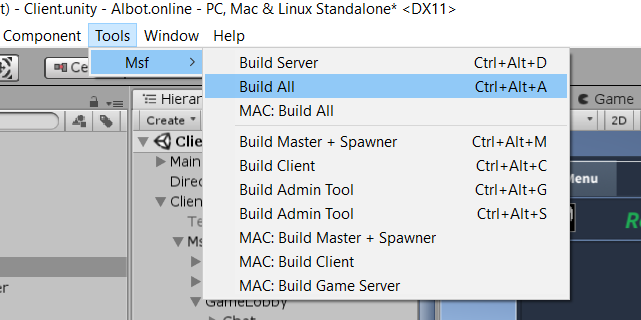 t) - Client.unity - Albot.online - PC, Mac & Linux Standalone* <DX11>
Component Tools Window Help
Msf
Build Server Ctrl+Alt+D
Build All Ctrl+Alt+A
MAC: Build All
Build Master + Spawner Ctrl+Alt+M
Build Client Ctrl+Alt+C
Build Admin Tool Ctrl+Alt+G
Build Admin Tool Ctrl+Alt+S
MAC: Build Master + Spawner
MAC: Build Client
MAC: Build Game Server
Ce
Hierar
Game
Create
2D
Clie
Main
Menu
Direc
Client
Te
Ms
GameLobby